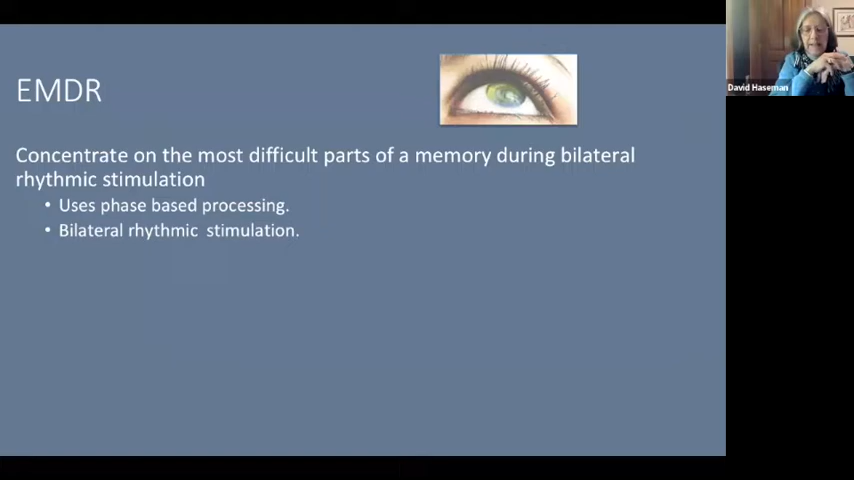 EMDR
David Haseman
Concentrate on the most difficult parts of a memory during bilateral
rhythmic stimulation
• Uses phase based processing.
• Bilateral rhythmic stimulation.